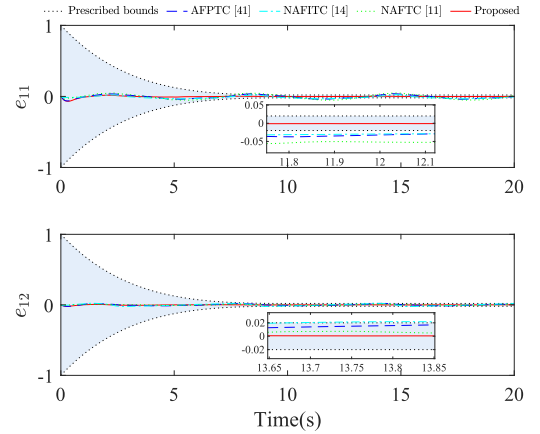 Prescribed bounds AFPTC [41] NAFITC [14] NAFTC [11] Proposed
1
0
-1
e11
0.05
0
-0.05
11.8 11.9 12 12.1
0 5 10 15 20
1
0
-1
e12
0.02
0
-0.02
13.65 13.7 13.75 13.8 13.85
0 5 10 15 20
Time(s)